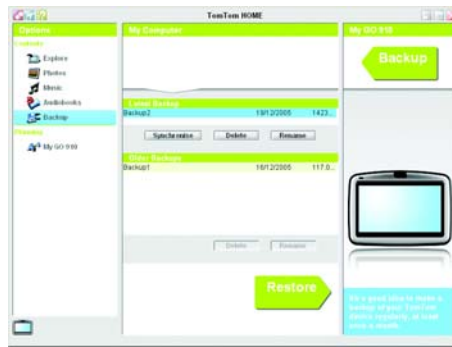 TomTom HOME
Options
My Computer
My GO 910
Contents
Explore
Photos
Music
Audiobooks
Backup
Planning
My GO 910
Backup
Latest Backup
Backup2 19/12/2005 1423...
Synchronise Delete Rename
Older Backups
Backup1 16/12/2005 117.0...
Delete Rename
Restore
It's a good idea to make a
backup of your TomTom
device regularly, at least
once a month.